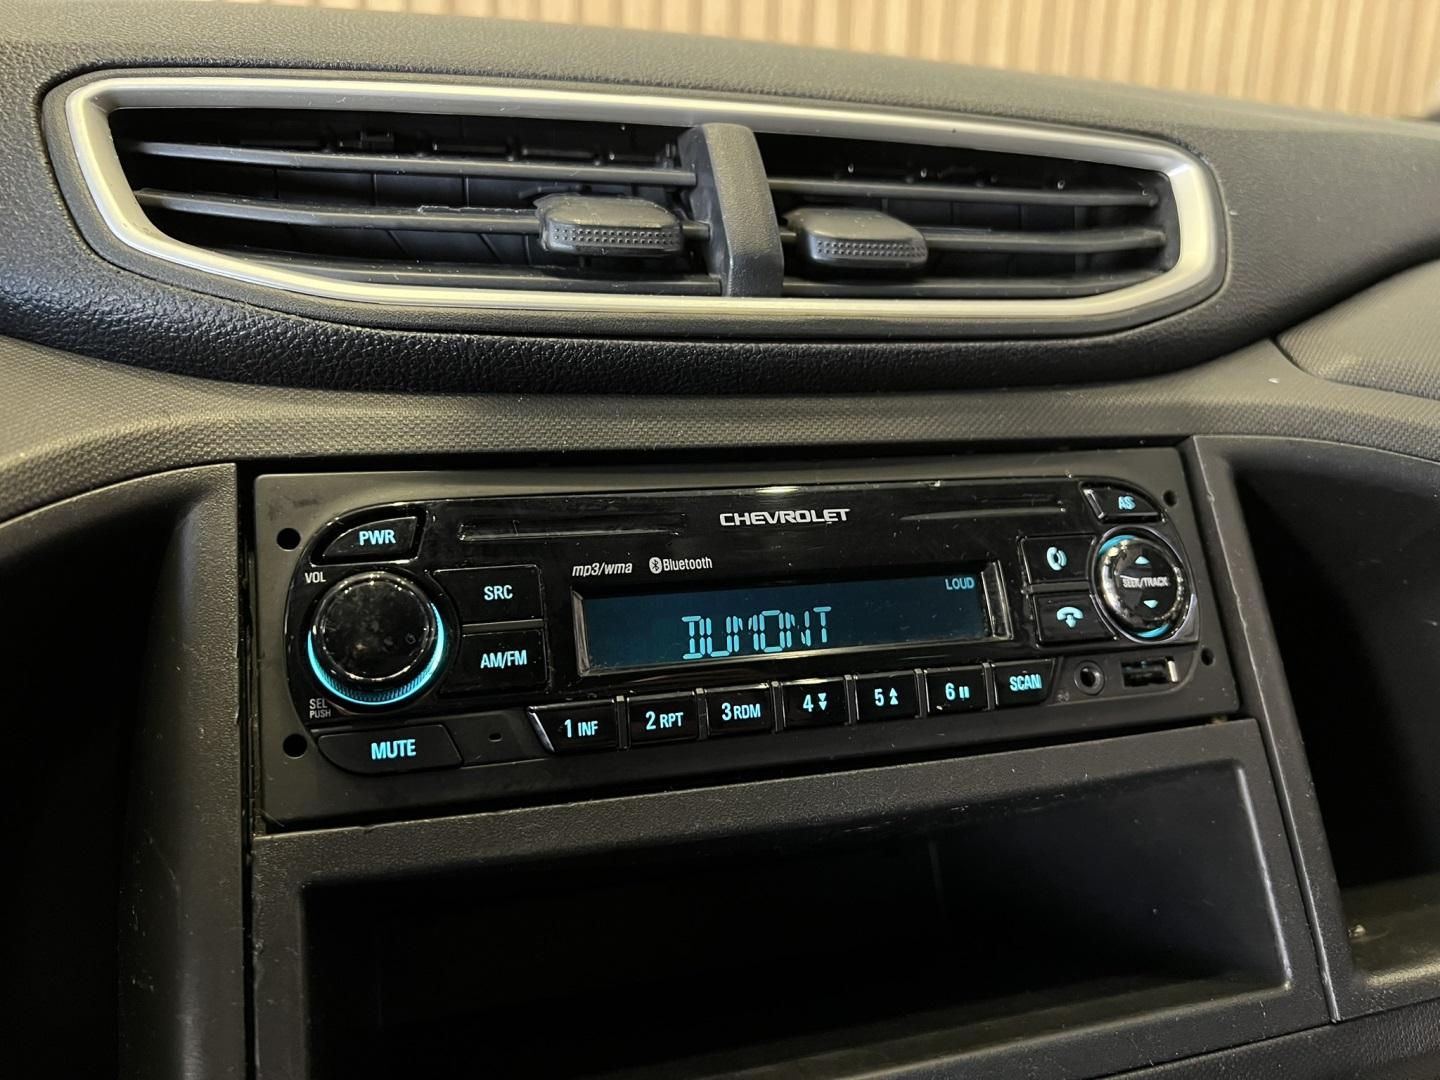 CHEVROLET
AS
PWR
VOL
mp3/wma Bluetooth
SRC
LOUD
SEEK/TRACK
DUMONT
AM/FM
SEL
PUSH
1 INF
2 RPT
3 RDM
4
5
6
SCAN
MUTE